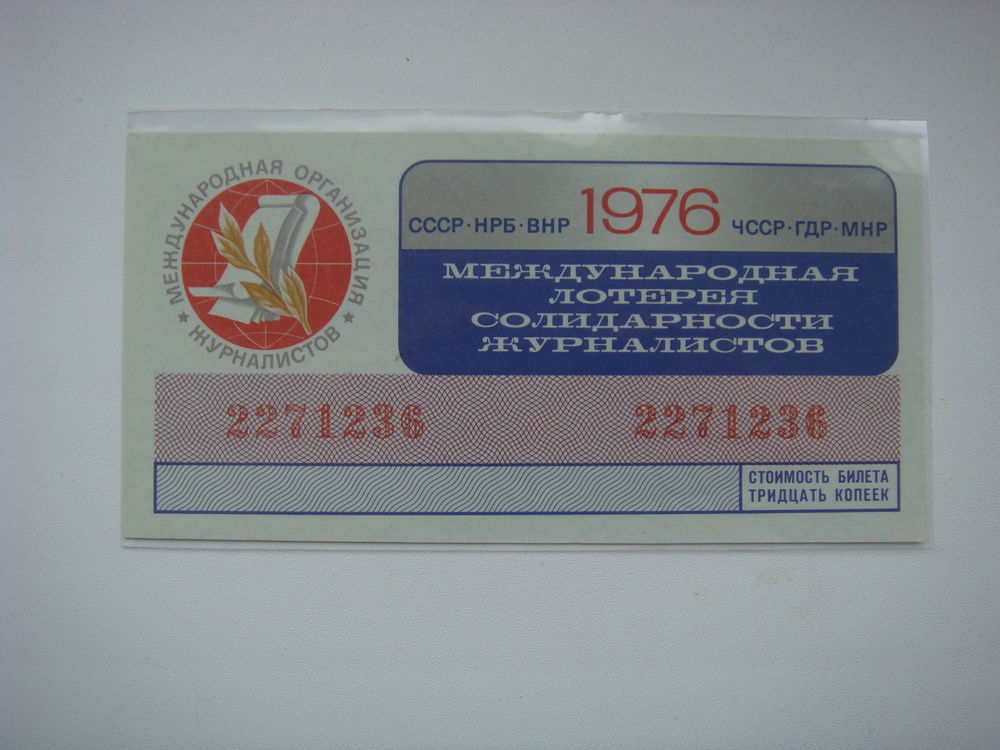 МЕЖДУНАРОДНАЯ ОРГАНИЗАЦИЯ
★ ЖУРНАЛИСТОВ ★
СССР·НРБ·ВНР 1976 ЧССР·ГДР·МНР
МЕЖДУНАРОДНАЯ
ЛОТЕРЕЯ
СОЛИДАРНОСТИ
ЖУРНАЛИСТОВ
2271236 2271236
СТОИМОСТЬ БИЛЕТА
ТРИДЦАТЬ КОПЕЕК